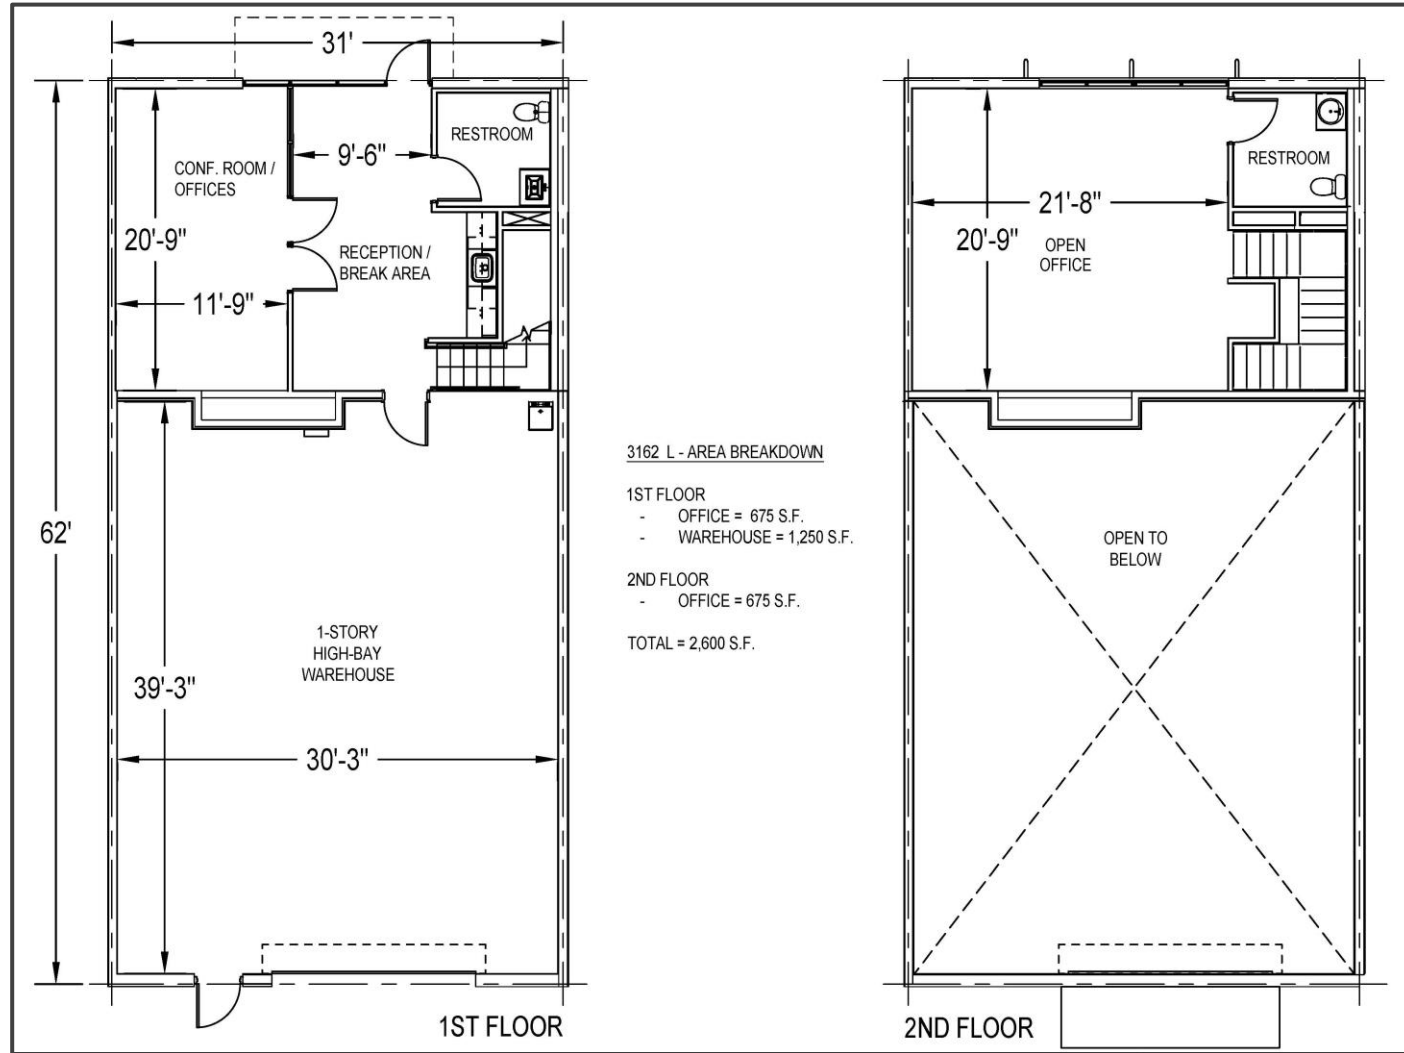 31'
9'-6"
RESTROOM
CONF. ROOM /
OFFICES
20'-9"
RECEPTION /
BREAK AREA
11'-9"
62'
1-STORY
HIGH-BAY
WAREHOUSE
39'-3"
30'-3"
1ST FLOOR
3162 L - AREA BREAKDOWN
1ST FLOOR
- OFFICE = 675 S.F.
- WAREHOUSE = 1,250 S.F.
2ND FLOOR
- OFFICE = 675 S.F.
TOTAL = 2,600 S.F.
RESTROOM
21'-8"
20'-9"
OPEN
OFFICE
OPEN TO
BELOW
2ND FLOOR